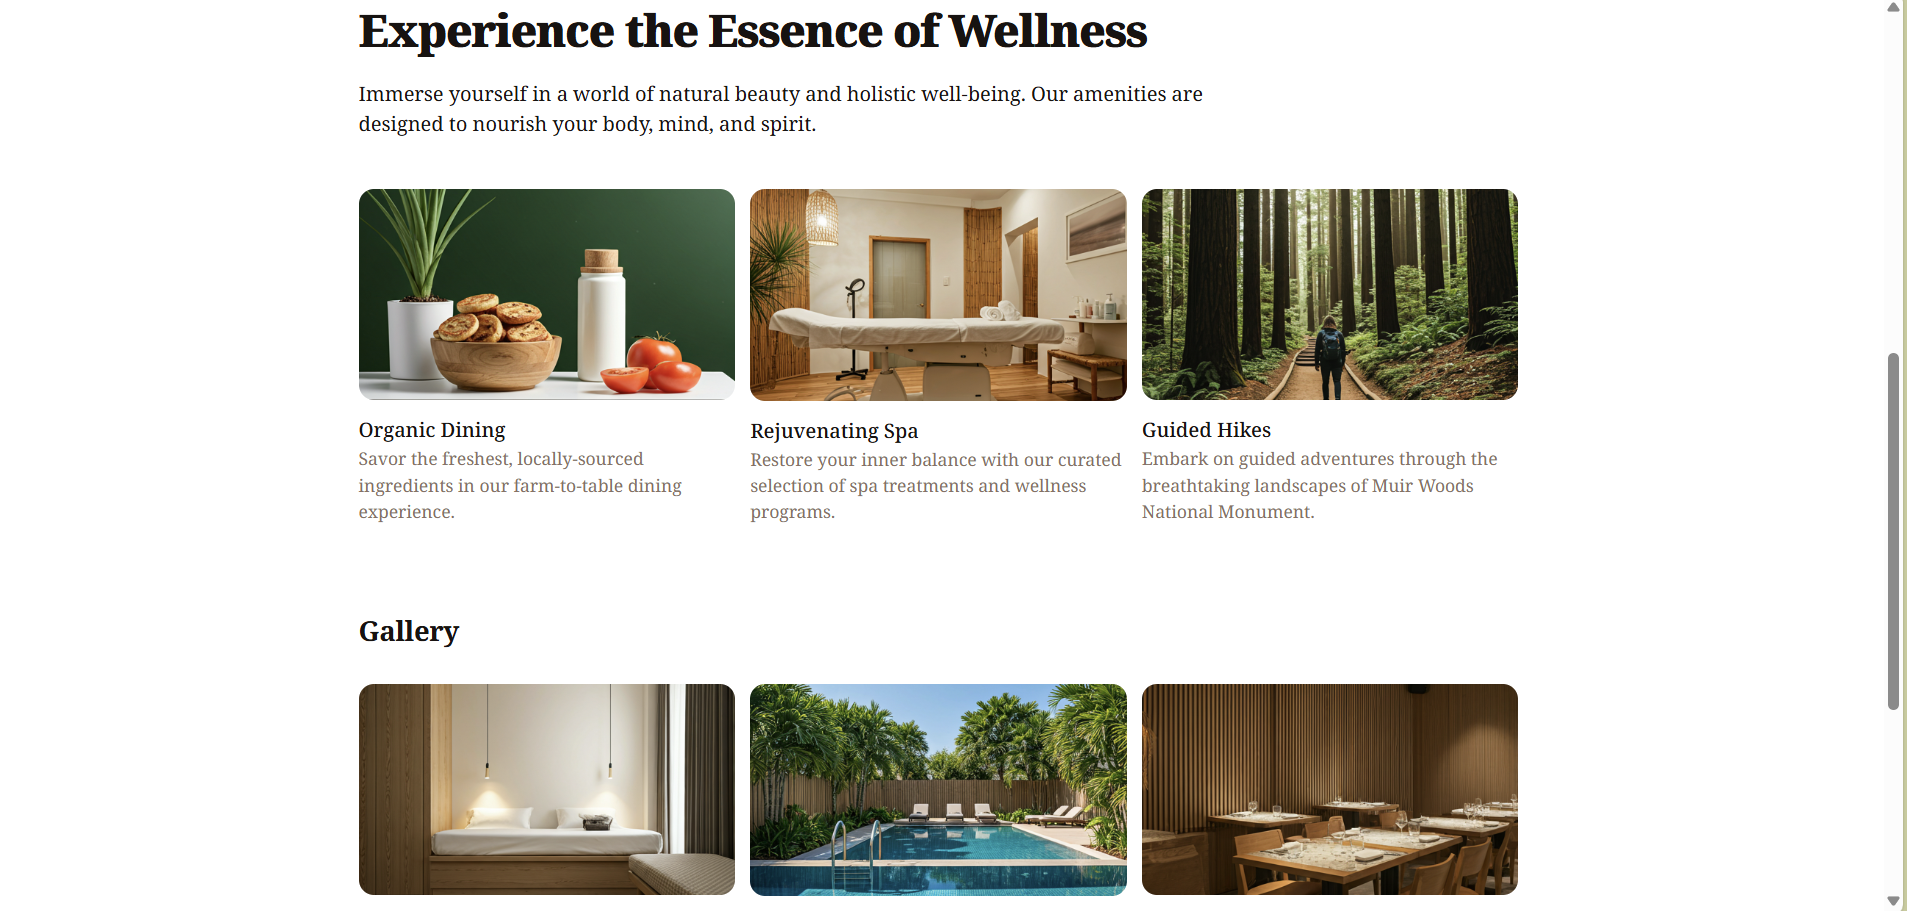 Experience the Essence of Wellness
Immerse yourself in a world of natural beauty and holistic well-being. Our amenities are
designed to nourish your body, mind, and spirit.
Organic Dining
Savor the freshest, locally-sourced
ingredients in our farm-to-table dining
experience.
Rejuvenating Spa
Restore your inner balance with our curated
selection of spa treatments and wellness
programs.
Guided Hikes
Embark on guided adventures through the
breathtaking landscapes of Muir Woods
National Monument.
Gallery